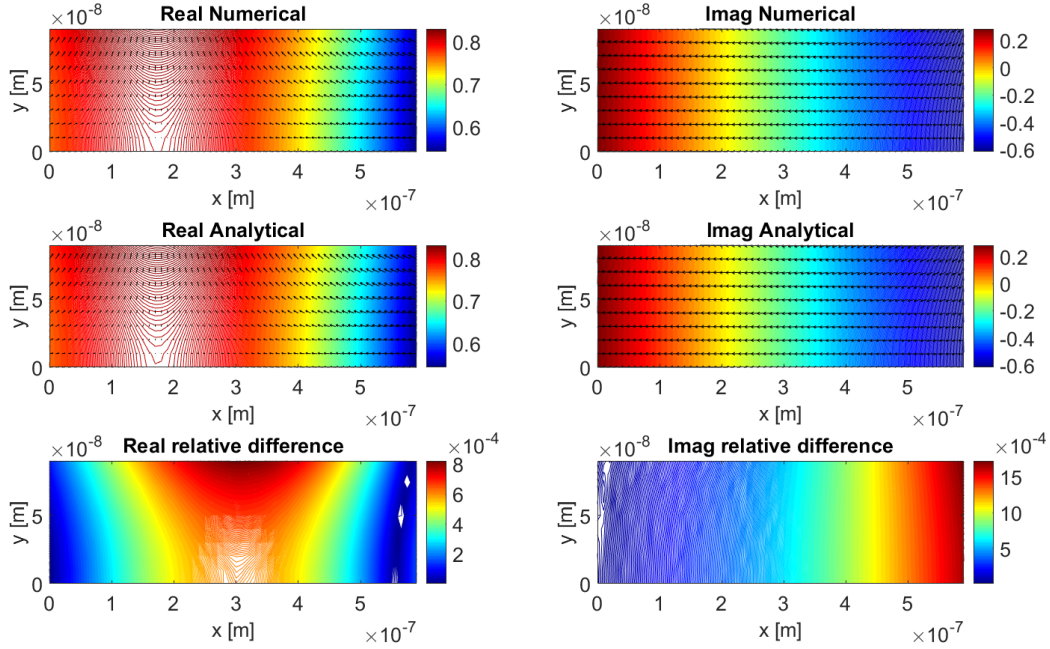 ×10⁻⁸ Real Numerical
y [m]
5
0
0 1 2 3 4 5
x [m]
×10⁻⁷
0.8
0.7
0.6
×10⁻⁸ Imag Numerical
y [m]
5
0
0 1 2 3 4 5
x [m]
×10⁻⁷
0.2
0
-0.2
-0.4
-0.6
×10⁻⁸ Real Analytical
y [m]
5
0
0 1 2 3 4 5
x [m]
×10⁻⁷
0.8
0.7
0.6
×10⁻⁸ Imag Analytical
y [m]
5
0
0 1 2 3 4 5
x [m]
×10⁻⁷
0.2
0
-0.2
-0.4
-0.6
×10⁻⁸ Real relative difference ×10⁻⁴
y [m]
5
0
0 1 2 3 4 5
x [m]
×10⁻⁷
8
6
4
2
×10⁻⁸ Imag relative difference ×10⁻⁴
y [m]
5
0
0 1 2 3 4 5
x [m]
×10⁻⁷
15
10
5